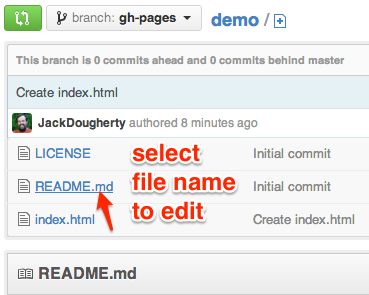 branch: gh-pages demo /
This branch is 0 commits ahead and 0 commits behind master
Create index.html
JackDougherty authored 8 minutes ago
LICENSE Initial commit
README.md Initial commit
index.html Create index.html
select
file name
to edit
README.md